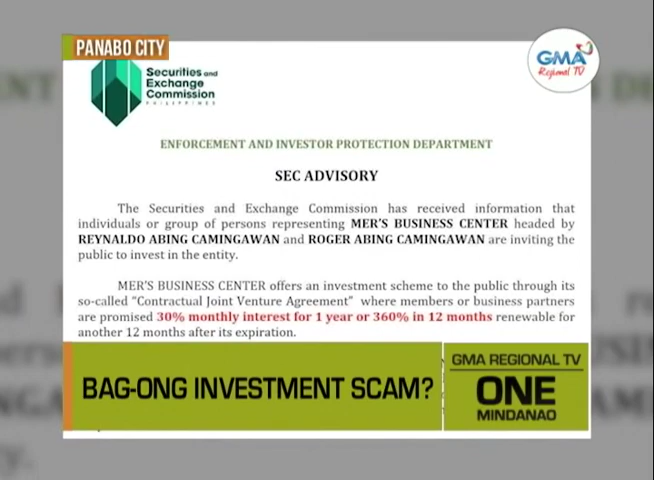 PANABO CITY
GMA
Regional TV
Securities and
Exchange
Commission
PHILIPPINES
ENFORCEMENT AND INVESTOR PROTECTION DEPARTMENT
SEC ADVISORY
The Securities and Exchange Commission has received information that
individuals or group of persons representing MER'S BUSINESS CENTER headed by
REYNALDO ABING CAMINGAWAN and ROGER ABING CAMINGAWAN are inviting the
public to invest in the entity.
MER'S BUSINESS CENTER offers an investment scheme to the public through its
so-called "Contractual Joint Venture Agreement" where members or business partners
are promised 30% monthly interest for 1 year or 360% in 12 months renewable for
another 12 months after its expiration.
BAG-ONG INVESTMENT SCAM?
GMA REGIONAL TV
ONE
MINDANAO